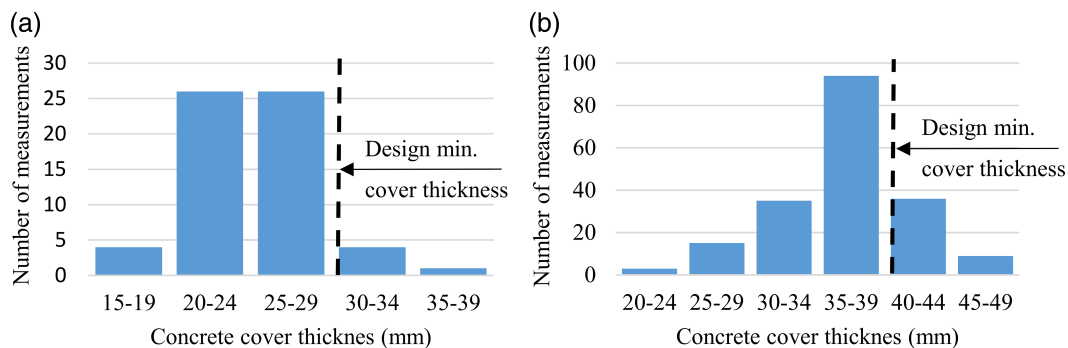 (a)
Number of measurements
30
25
20
15
10
5
0
Design min.
cover thickness
15-19 20-24 25-29 30-34 35-39
Concrete cover thicknes (mm)
(b)
Number of measurements
100
80
60
40
20
0
Design min.
cover thickness
20-24 25-29 30-34 35-39 40-44 45-49
Concrete cover thicknes (mm)